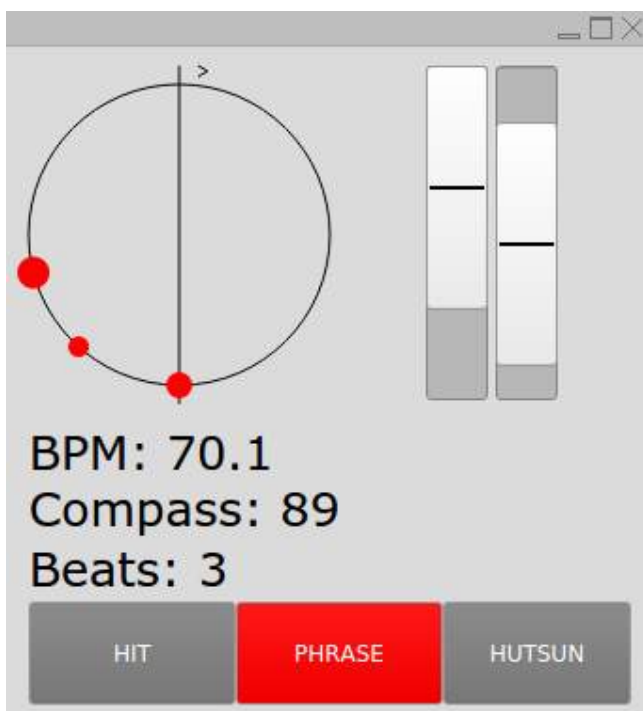 >
BPM: 70.1
Compass: 89
Beats: 3
HIT PHRASE HUTSUN